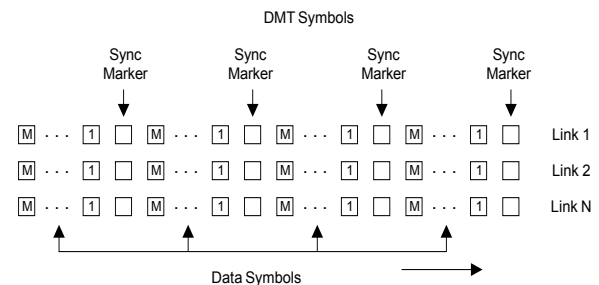 DMT Symbols
Sync Marker Sync Marker Sync Marker Sync Marker
M . . . 1 M . . . 1 M . . . 1 M . . . 1 Link 1
M . . . 1 M . . . 1 M . . . 1 M . . . 1 Link 2
M . . . 1 M . . . 1 M . . . 1 M . . . 1 Link N
Data Symbols